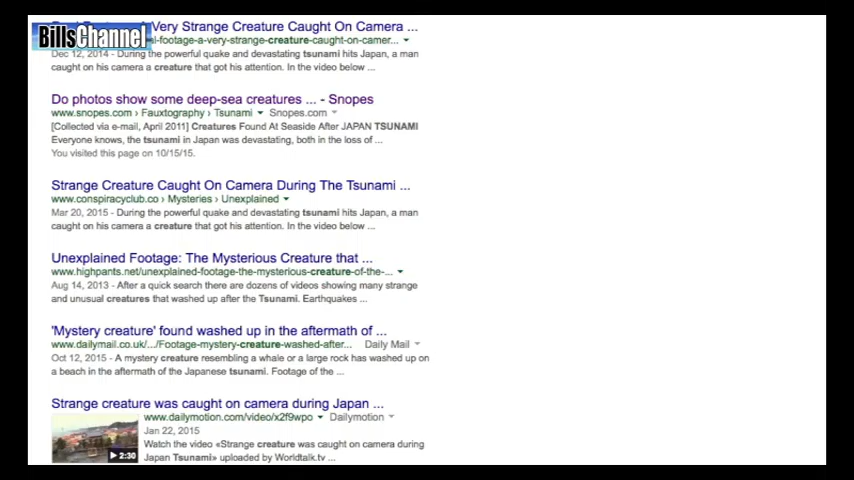 Very Strange Creature Caught On Camera ...
BillsChannel
al-footage-a-very-strange-creature-caught-on-camer...
Dec 12, 2014 - During the powerful quake and devastating tsunami hits Japan, a man
caught on his camera a creature that got his attention. In the video below ...
Do photos show some deep-sea creatures ... - Snopes
www.snopes.com › Fauxtography › Tsunami Snopes.com
[Collected via e-mail, April 2011] Creatures Found At Seaside After JAPAN TSUNAMI
Everyone knows, the tsunami in Japan was devastating, both in the loss of ...
You visited this page on 10/15/15.
Strange Creature Caught On Camera During The Tsunami ...
www.conspiracyclub.co › Mysteries › Unexplained
Mar 20, 2015 - During the powerful quake and devastating tsunami hits Japan, a man
caught on his camera a creature that got his attention. In the video below ...
Unexplained Footage: The Mysterious Creature that ...
www.highpants.net/unexplained-footage-the-mysterious-creature-of-the-...
Aug 14, 2013 - After a quick search there are dozens of videos showing many strange
and unusual creatures that washed up after the Tsunami. Earthquakes ...
'Mystery creature' found washed up in the aftermath of ...
www.dailymail.co.uk/.../Footage-mystery-creature-washed-after... Daily Mail
Oct 12, 2015 - A mystery creature resembling a whale or a large rock has washed up on
a beach in the aftermath of the Japanese tsunami. Footage of the ...
Strange creature was caught on camera during Japan ...
www.dailymotion.com/video/x2f9wpo Dailymotion
Jan 22, 2015
Watch the video «Strange creature was caught on camera during
Japan Tsunami» uploaded by Worldtalk.tv ...
2:30